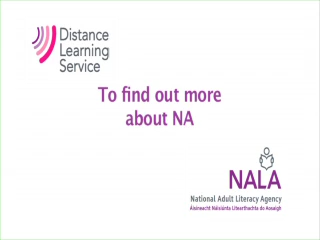 Distance
Learning
Service
To find out more
about NA
NALA
National Adult Literacy Agency
Áisíneacht Náisiúnta Litearthachta do Aosaigh